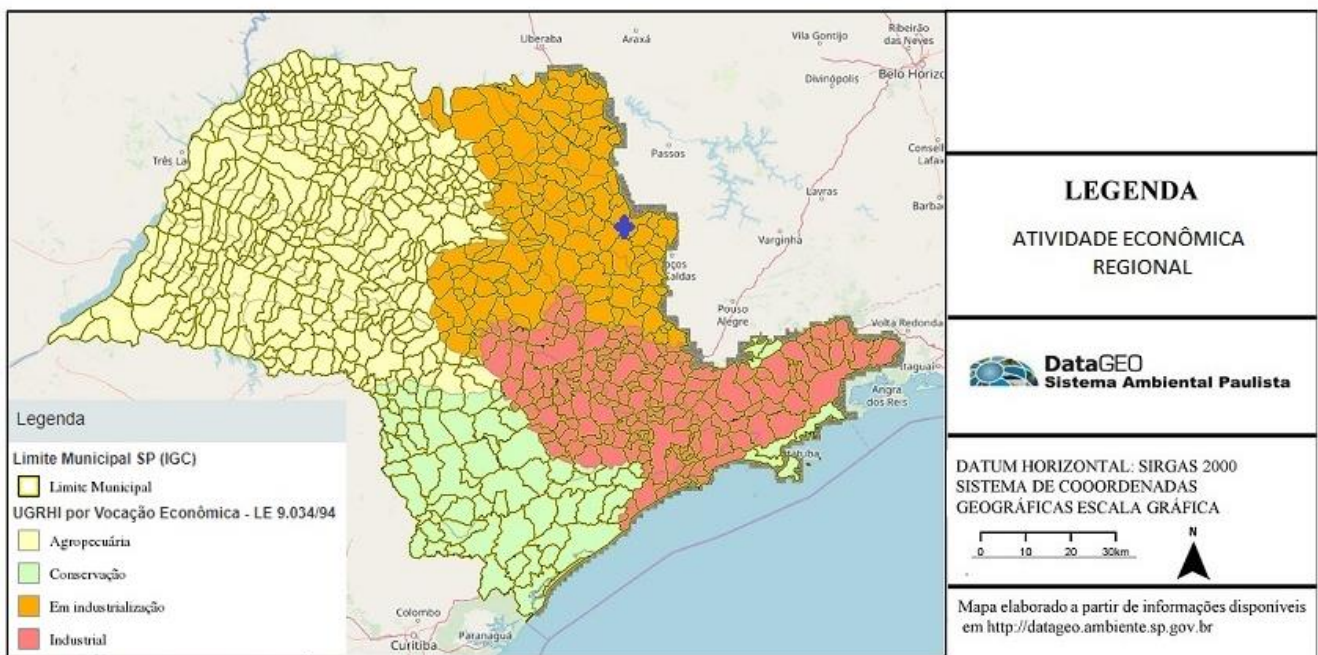 Uberaba
Araxá
Vila Gontijo
Ribeirão
das Neves
Divinópolis
Belo Horizo
Três La
Passos
Consel
Lafai
Lavras
Barba
Varginha
oços
Caldas
Pouso
Alegre
Volta Redonda
Itaguaí
Angra
dos Reis
atuba
Colombo
Curitiba
Paranaguá
Legenda
Limite Municipal SP (IGC)
Limite Municipal
UGRHI por Vocação Econômica - LE 9.034/94
Agropecuária
Conservação
Em industrialização
Industrial
LEGENDA
ATIVIDADE ECONÔMICA
REGIONAL
DataGEO
Sistema Ambiental Paulista
DATUM HORIZONTAL: SIRGAS 2000
SISTEMA DE COOORDENADAS
GEOGRÁFICAS ESCALA GRÁFICA
0 10 20 30km
N
Mapa elaborado a partir de informações disponíveis
em http://datageo.ambiente.sp.gov.br